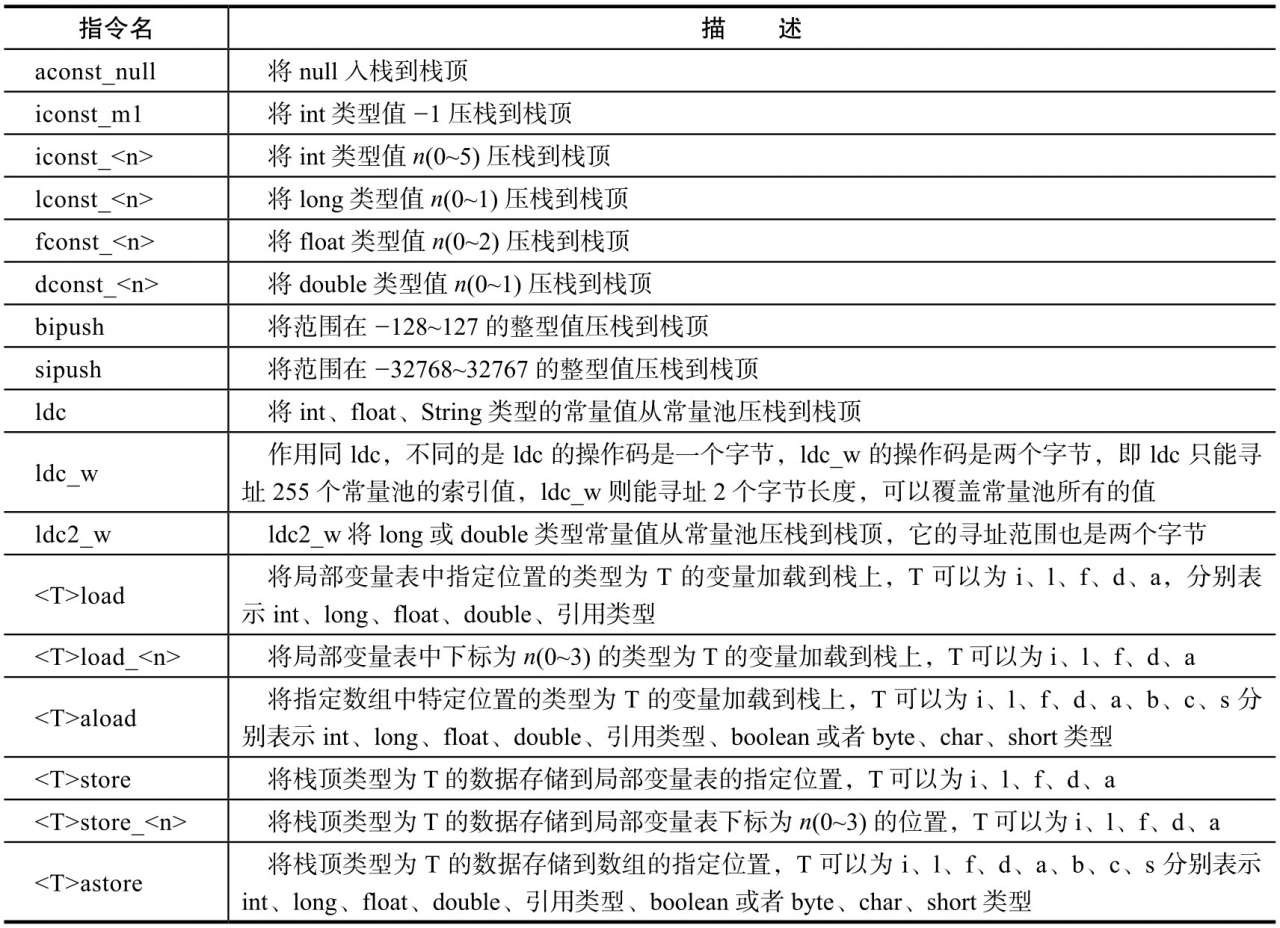 指令名 描 述
aconst_null 将 null 入栈到栈顶
iconst_m1 将 int 类型值 −1 压栈到栈顶
iconst_<n> 将 int 类型值 n(0~5) 压栈到栈顶
lconst_<n> 将 long 类型值 n(0~1) 压栈到栈顶
fconst_<n> 将 float 类型值 n(0~2) 压栈到栈顶
dconst_<n> 将 double 类型值 n(0~1) 压栈到栈顶
bipush 将范围在 −128~127 的整型值压栈到栈顶
sipush 将范围在 −32768~32767 的整型值压栈到栈顶
ldc 将 int、float、String 类型的常量值从常量池压栈到栈顶
ldc_w 作用同 ldc，不同的是 ldc 的操作码是一个字节，ldc_w 的操作码是两个字节，即 ldc 只能寻
址 255 个常量池的索引值，ldc_w 则能寻址 2 个字节长度，可以覆盖常量池所有的值
ldc2_w ldc2_w 将 long 或 double 类型常量值从常量池压栈到栈顶，它的寻址范围也是两个字节
<T>load 将局部变量表中指定位置的类型为 T 的变量加载到栈上，T 可以为 i、l、f、d、a，分别表
示 int、long、float、double、引用类型
<T>load_<n> 将局部变量表中下标为 n(0~3) 的类型为 T 的变量加载到栈上，T 可以为 i、l、f、d、a
<T>aload 将指定数组中特定位置的类型为 T 的变量加载到栈上，T 可以为 i、l、f、d、a、b、c、s 分
别表示 int、long、float、double、引用类型、boolean 或者 byte、char、short 类型
<T>store 将栈顶类型为 T 的数据存储到局部变量表的指定位置，T 可以为 i、l、f、d、a
<T>store_<n> 将栈顶类型为 T 的数据存储到局部变量表下标为 n(0~3) 的位置，T 可以为 i、l、f、d、a
<T>astore 将栈顶类型为 T 的数据存储到数组的指定位置，T 可以为 i、l、f、d、a、b、c、s 分别表示
int、long、float、double、引用类型、boolean 或者 byte、char、short 类型